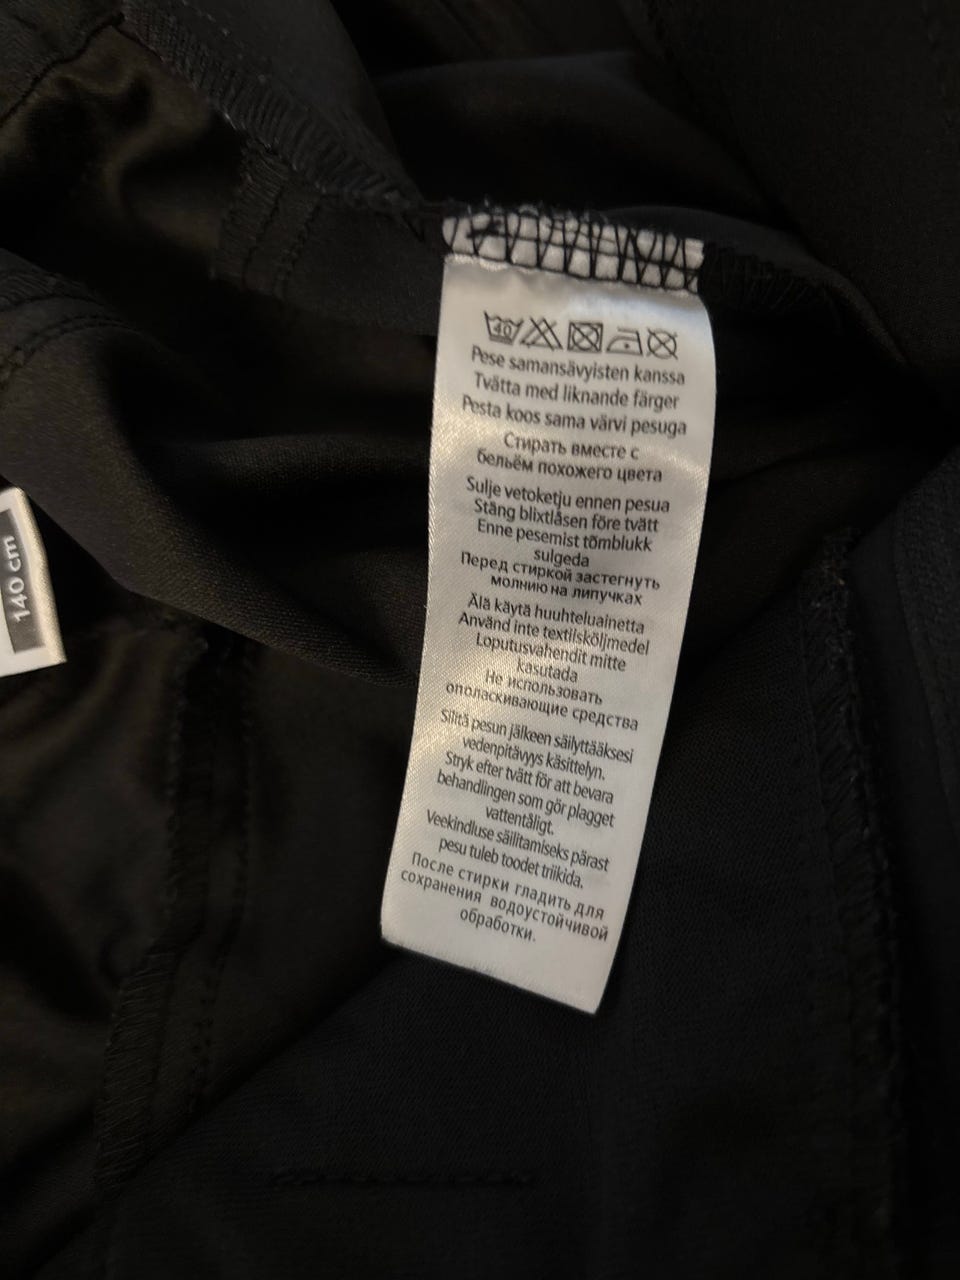 40
Pese samansävyisten kanssa
Tvätta med liknande färger
Pesta koos sama värvi pesuga
Стирать вместе с
бельём похожего цвета
Sulje vetoketju ennen pesua
Stäng blixtlåsen före tvätt
Enne pesemist tõmblukk
sulgeda
Перед стиркой застегнуть
молнию на липучках
Älä käytä huuhteluainetta
Använd inte textilsköljmedel
Loputusvahendit mitte
kasutada
Не использовать
ополаскивающие средства
Silitä pesun jälkeen säilyttääksesi
vedenpitävyys käsittelyn.
Stryk efter tvätt för att bevara
behandlingen som gör plagget
vattentåligt.
Veekindluse säilitamiseks pärast
pesu tuleb toodet triikida.
После стирки гладить для
сохранения водоустойчивой
обработки.
140 cm